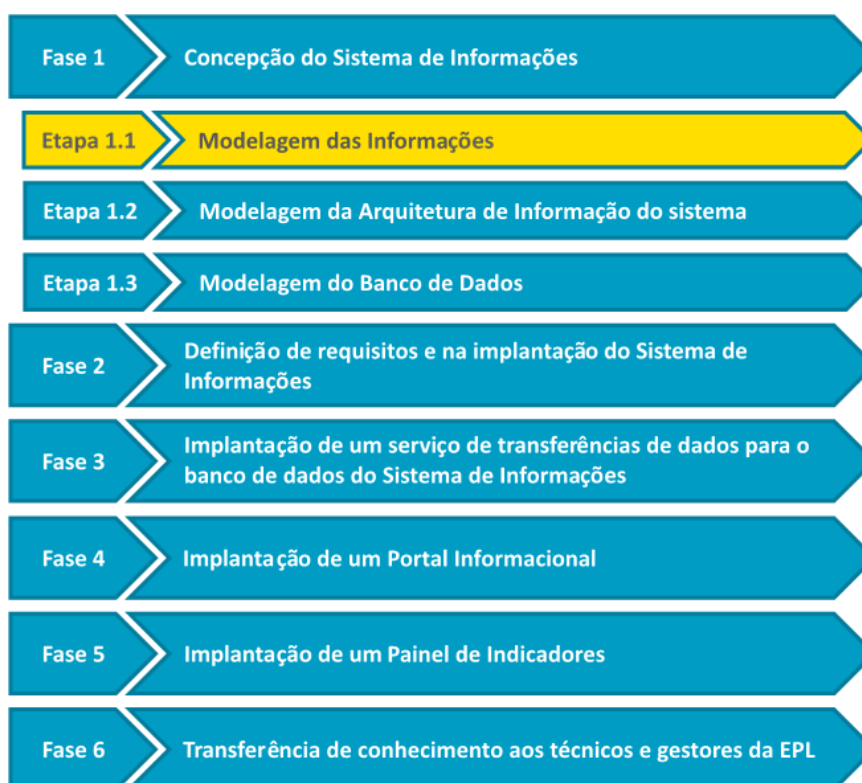 Fase 1
Concepção do Sistema de Informações
Etapa 1.1
Modelagem das Informações
Etapa 1.2
Modelagem da Arquitetura de Informação do sistema
Etapa 1.3
Modelagem do Banco de Dados
Fase 2
Definição de requisitos e na implantação do Sistema de
Informações
Fase 3
Implantação de um serviço de transferências de dados para o
banco de dados do Sistema de Informações
Fase 4
Implantação de um Portal Informacional
Fase 5
Implantação de um Painel de Indicadores
Fase 6
Transferência de conhecimento aos técnicos e gestores da EPL